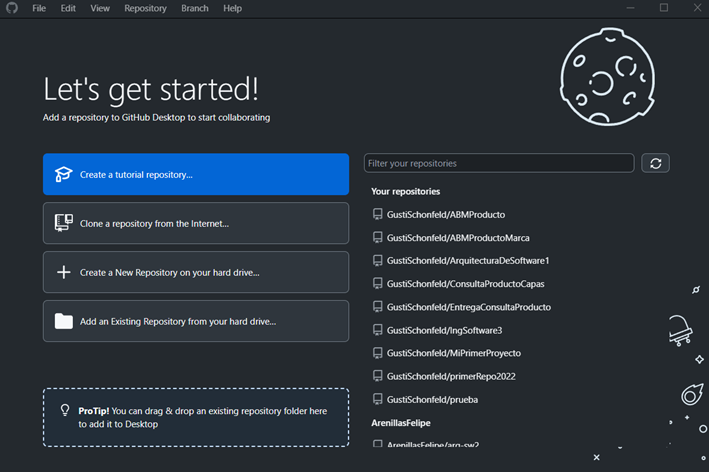 File Edit View Repository Branch Help
Let's get started!
Add a repository to GitHub Desktop to start collaborating
Create a tutorial repository...
Clone a repository from the Internet...
Create a New Repository on your hard drive...
Add an Existing Repository from your hard drive...
ProTip! You can drag & drop an existing repository folder here
to add it to Desktop
Filter your repositories
Your repositories
GustiSchonfeld/ABMProducto
GustiSchonfeld/ABMProductoMarca
GustiSchonfeld/ArquitecturaDeSoftware1
GustiSchonfeld/ConsultaProductoCapas
GustiSchonfeld/EntregaConsultaProducto
GustiSchonfeld/IngSoftware3
GustiSchonfeld/MiPrimerProyecto
GustiSchonfeld/primerRepo2022
GustiSchonfeld/prueba
ArenillasFelipe
ArenillasFelipe/arq-sw2